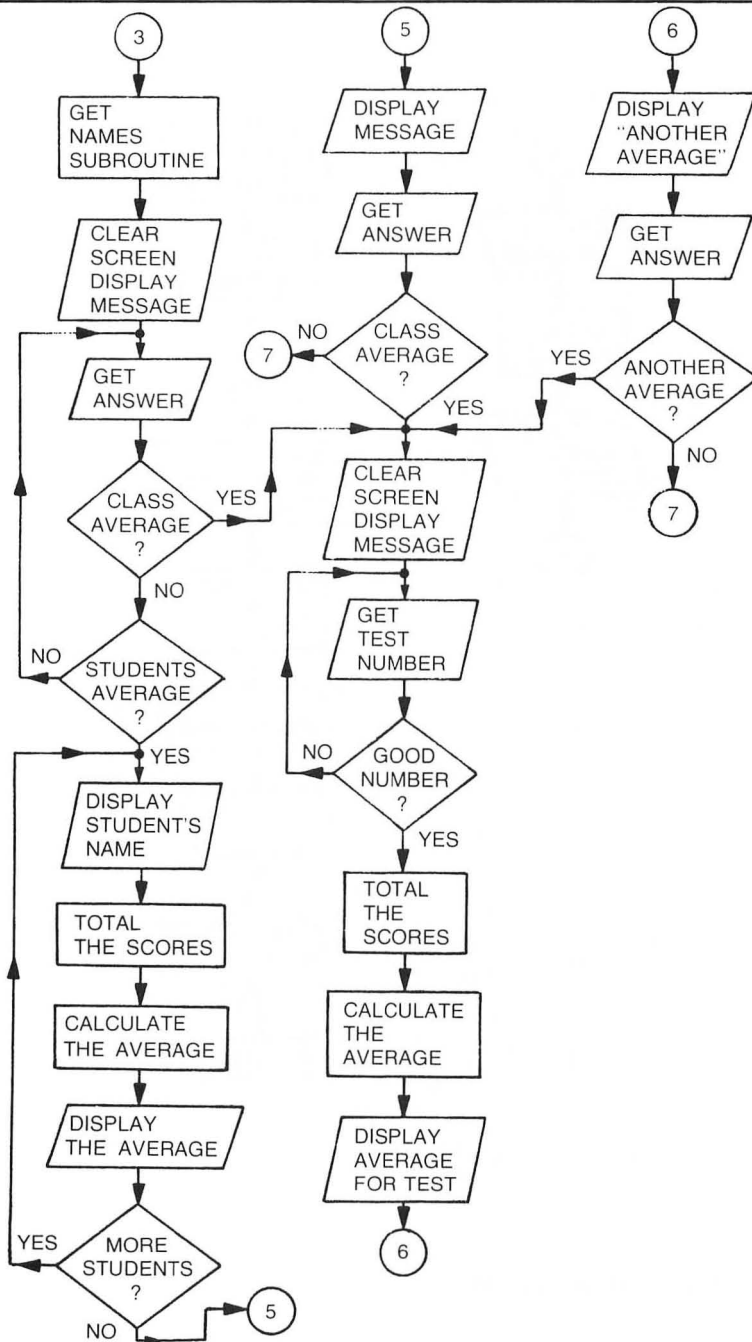 3
GET
NAMES
SUBROUTINE
CLEAR
SCREEN
DISPLAY
MESSAGE
GET
ANSWER
CLASS
AVERAGE
?
YES
NO
STUDENTS
AVERAGE
?
NO
YES
DISPLAY
STUDENT'S
NAME
TOTAL
THE SCORES
CALCULATE
THE AVERAGE
DISPLAY
THE AVERAGE
MORE
STUDENTS
?
YES
NO
5
5
DISPLAY
MESSAGE
GET
ANSWER
CLASS
AVERAGE
?
NO
7
YES
CLEAR
SCREEN
DISPLAY
MESSAGE
GET
TEST
NUMBER
GOOD
NUMBER
?
NO
YES
TOTAL
THE
SCORES
CALCULATE
THE
AVERAGE
DISPLAY
AVERAGE
FOR TEST
6
6
DISPLAY
"ANOTHER
AVERAGE"
GET
ANSWER
ANOTHER
AVERAGE
?
YES
NO
7